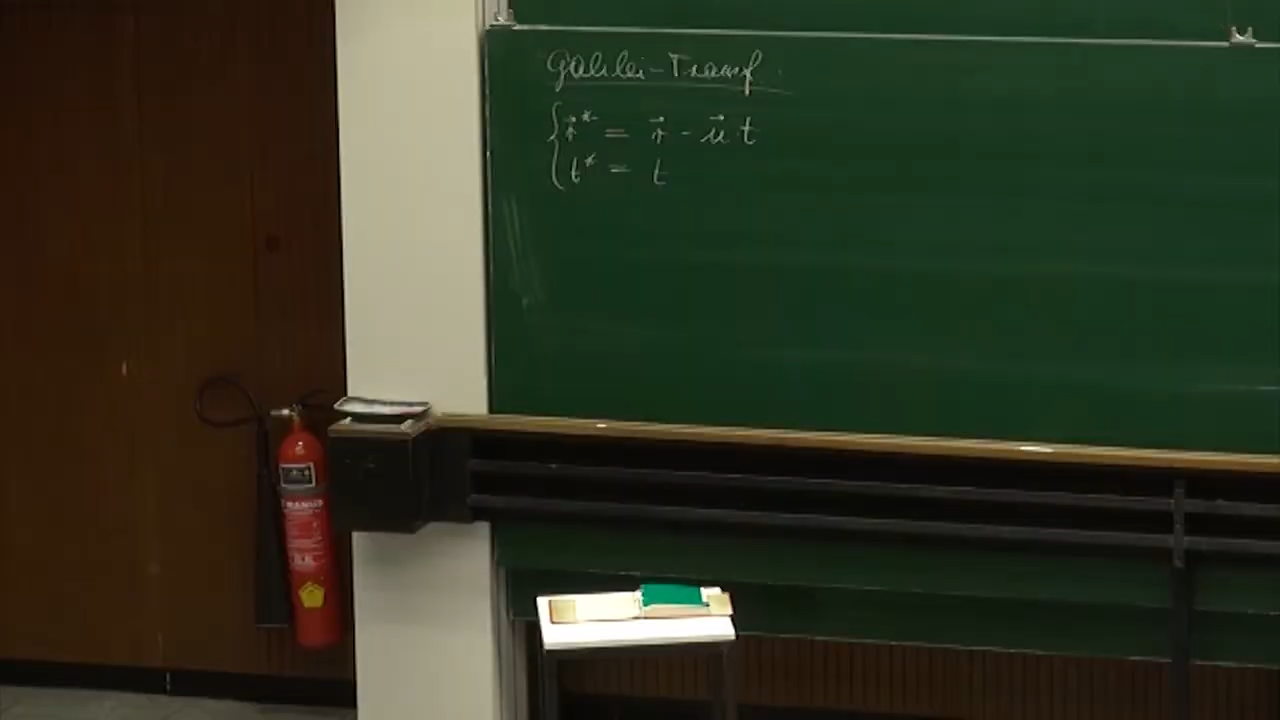 Galilei-Transf.
r⃗* = r⃗ - u⃗ t
t* = t